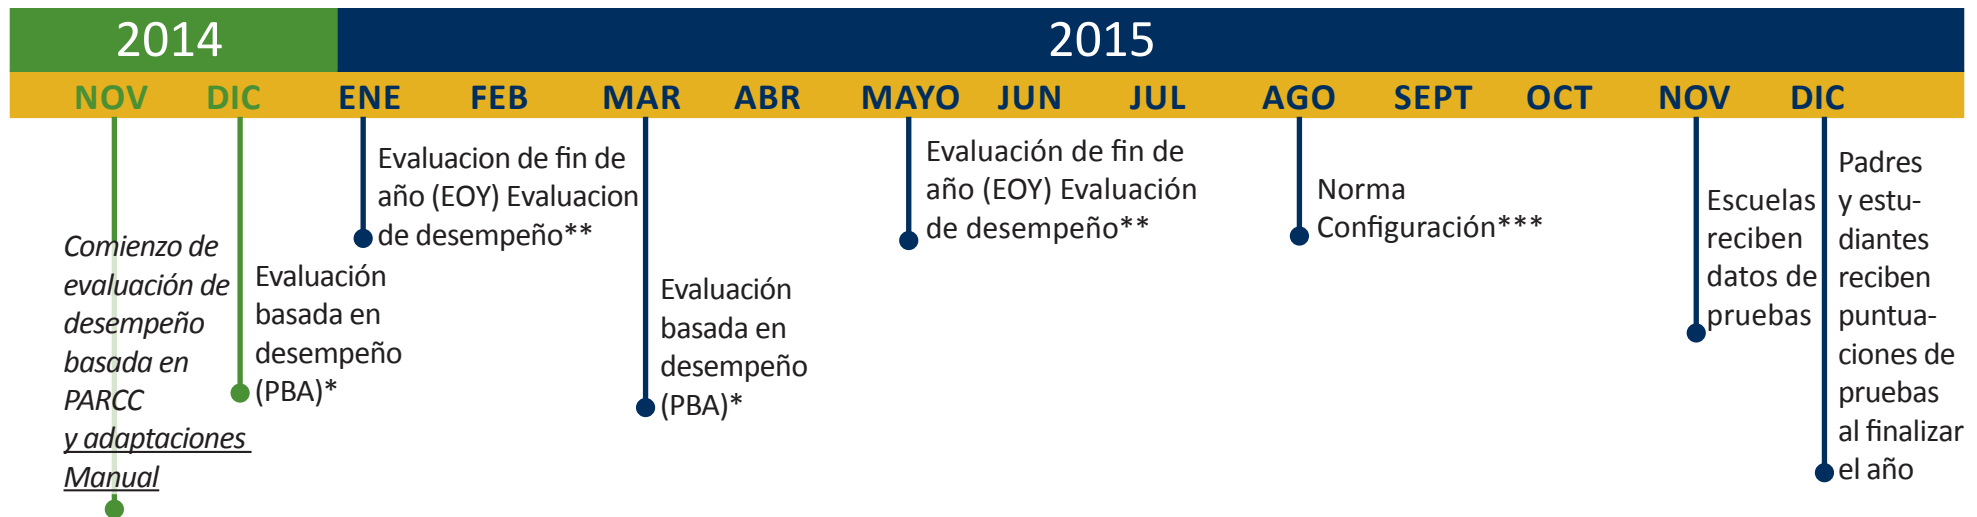 2014
2015
NOV DIC ENE FEB MAR ABR MAYO JUN JUL AGO SEPT OCT NOV DIC
Comienzo de
evaluación de
desempeño
basada en
PARCC
y adaptaciones
Manual
Evaluación
basada en
desempeño
(PBA)*
Evaluacion de fin de
año (EOY) Evaluacion
de desempeño**
Evaluación
basada en
desempeño
(PBA)*
Evaluación de fin de
año (EOY) Evaluación
de desempeño**
Norma
Configuración***
Escuelas
reciben
datos de
pruebas
Padres
y estu-
diantes
reciben
puntua-
ciones de
pruebas
al finalizar
el año